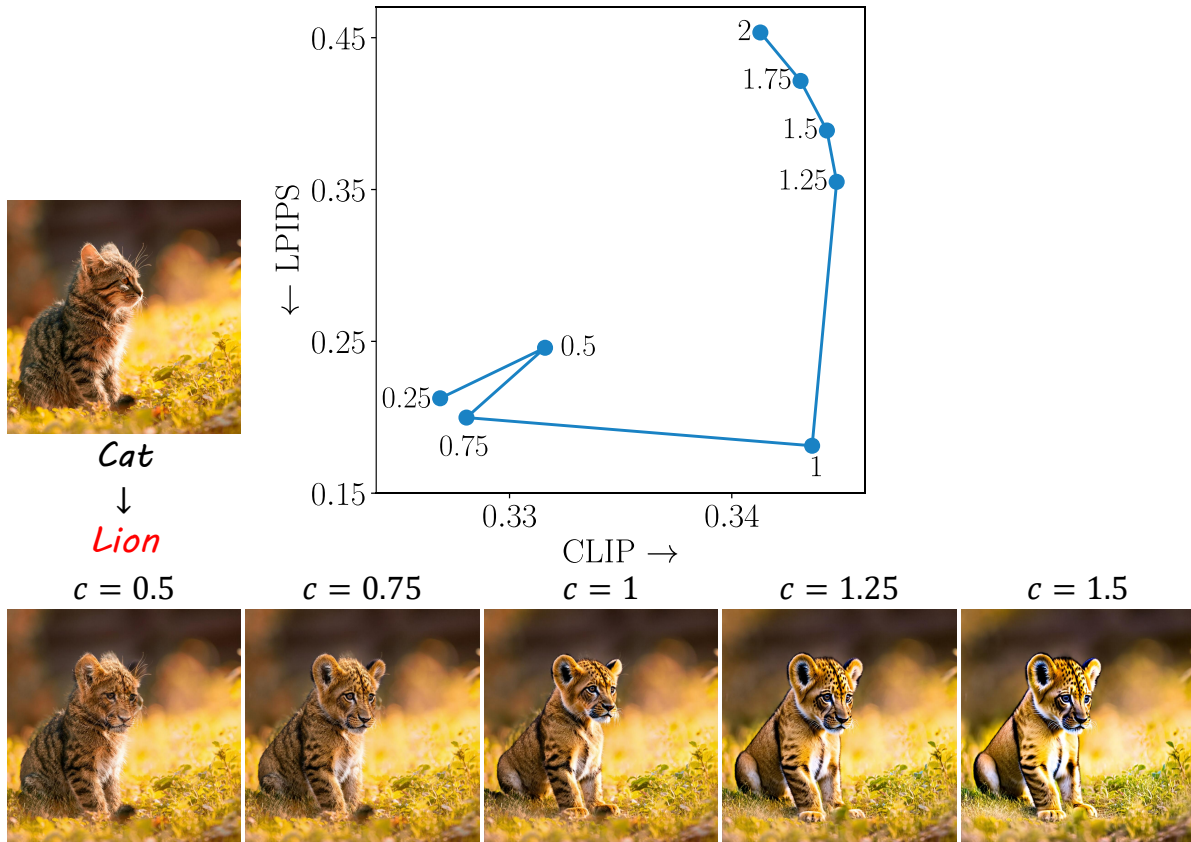 0.45
0.35
0.25
0.15
← LPIPS
2
1.75
1.5
1.25
0.5
0.25
0.75
1
0.33
0.34
CLIP →
Cat
↓
Lion
c = 0.5
c = 0.75
c = 1
c = 1.25
c = 1.5